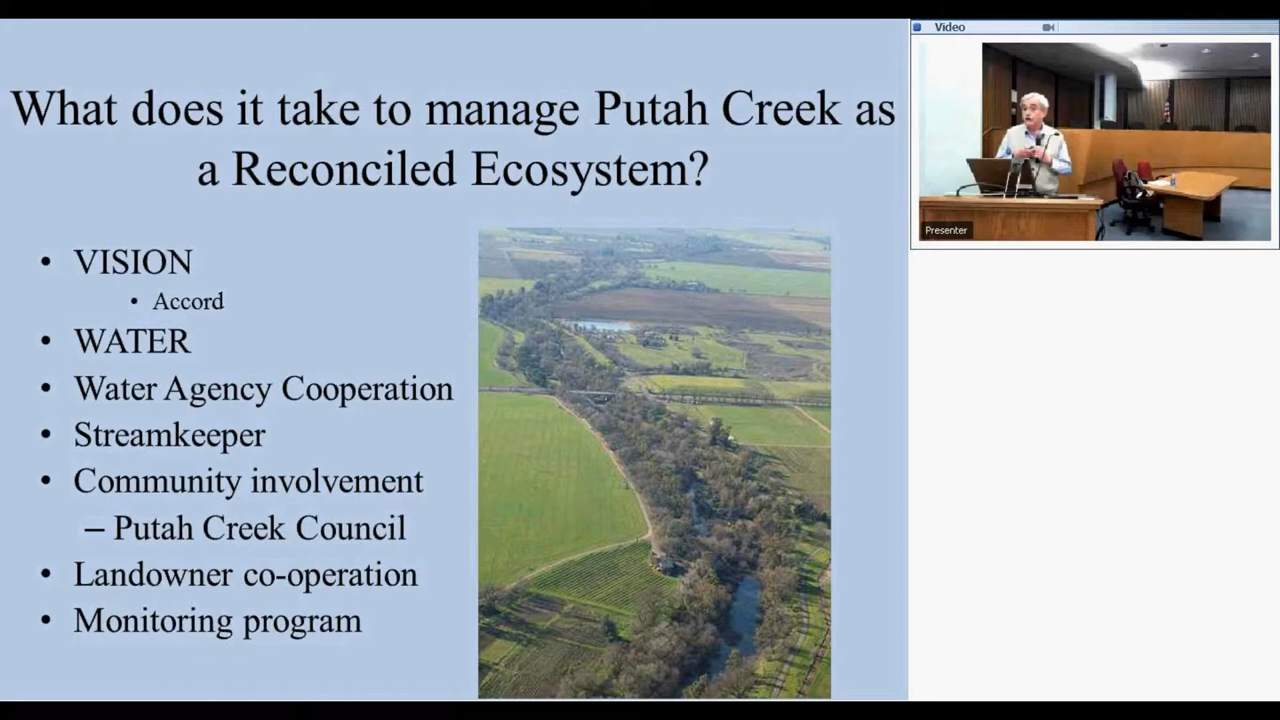 What does it take to manage Putah Creek as
a Reconciled Ecosystem?
• VISION
• Accord
• WATER
• Water Agency Cooperation
• Streamkeeper
• Community involvement
– Putah Creek Council
• Landowner co-operation
• Monitoring program
Video
Presenter